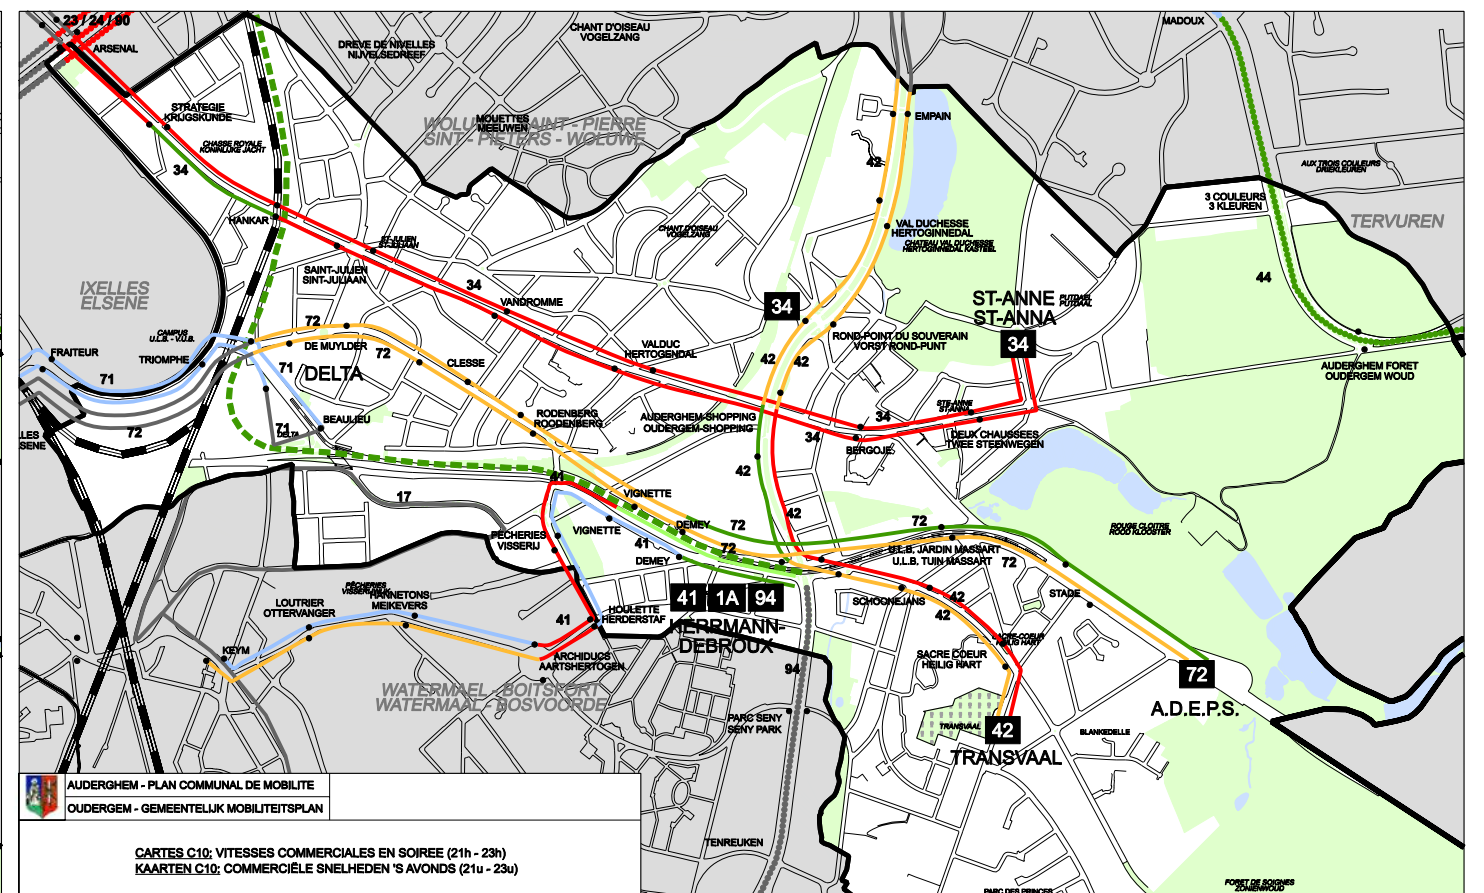 23 / 24 / 90
ARSENAL
DREVE DE NIVELLES
NIJVELSEDREEF
CHANT D'OISEAU
VOGELZANG
MADOUX
STRATEGIE
KRIJGSKUNDE
CHASSE ROYALE
KONINLIJKE JACHT
34
MOUETTES
MEEUWEN
SAINT - PIERRE
SINT - PIETERS - WOLUWE
EMPAIN
42
AUX TROIS COULEURS
DRIEKLEUREN
3 COULEURS
3 KLEUREN
TERVUREN
HANKAR
ST-JULIEN
ST-JULIAAN
CHANT D'OISEAU
VOGELZANG
VAL DUCHESSE
HERTOGINNEDAL
CHATEAU VAL DUCHESSE
HERTOGINNEDAL KASTEEL
SAINT-JULIEN
SINT-JULIAAN
34
44
IXELLES
ELSENE
VANDROMME
34
ST-ANNE
ST-ANNA
PUTDAEL
PUTDAAL
34
72
DE MUYLDER
72
CAMPUS
U.L.B. - V.U.B.
TRIOMPHE
FRAITEUR
71
71
DELTA
CLESSE
VALDUC
HERTOGENDAL
ROND-POINT DU SOUVERAIN
VORST ROND-PUNT
42
42
AUDERGHEM FORET
OUDERGEM WOUD
72
71
DELTA
BEAULIEU
RODENBERG
ROODENBERG
AUDERGHEM-SHOPPING
OUDERGEM-SHOPPING
34
34
STE-ANNE
ST-ANNA
DEUX CHAUSSEES
TWEE STEENWEGEN
BERGOJE
LLES
SENE
17
41
42
42
VIGNETTE
VIGNETTE
DEMEY
72
72
72
72
PECHERIES
VISSERIJ
41
DEMEY
U.L.B. JARDIN MASSART
U.L.B. TUIN MASSART
ROUGE CLOITRE
ROOD KLOOSTER
HANNETONS
MEIKEVERS
LOUTRIER
OTTERVANGER
KEYM
41
HOULETTE
HERDERSTAF
41 1A 94
HERRMANN-
DEBROUX
SCHOONEJANS
42
42
STADE
ARCHIDUCS
AARTSHERTOGEN
94
SACRE COEUR
HEILIG HART
72
A.D.E.P.S.
WATERMAEL - BOITSFORT
WATERMAAL - BOSVOORDE
PARC SENY
SENY PARK
TRANSVAAL
42
TRANSVAAL
BLANKEDELLE
AUDERGHEM - PLAN COMMUNAL DE MOBILITE
OUDERGEM - GEMEENTELIJK MOBILITEITSPLAN
TENREUKEN
CARTES C10: VITESSES COMMERCIALES EN SOIREE (21h - 23h)
KAARTEN C10: COMMERCIËLE SNELHEDEN 'S AVONDS (21u - 23u)
PARC DES PRINCES
FORET DE SOIGNES
ZONIENWOUD